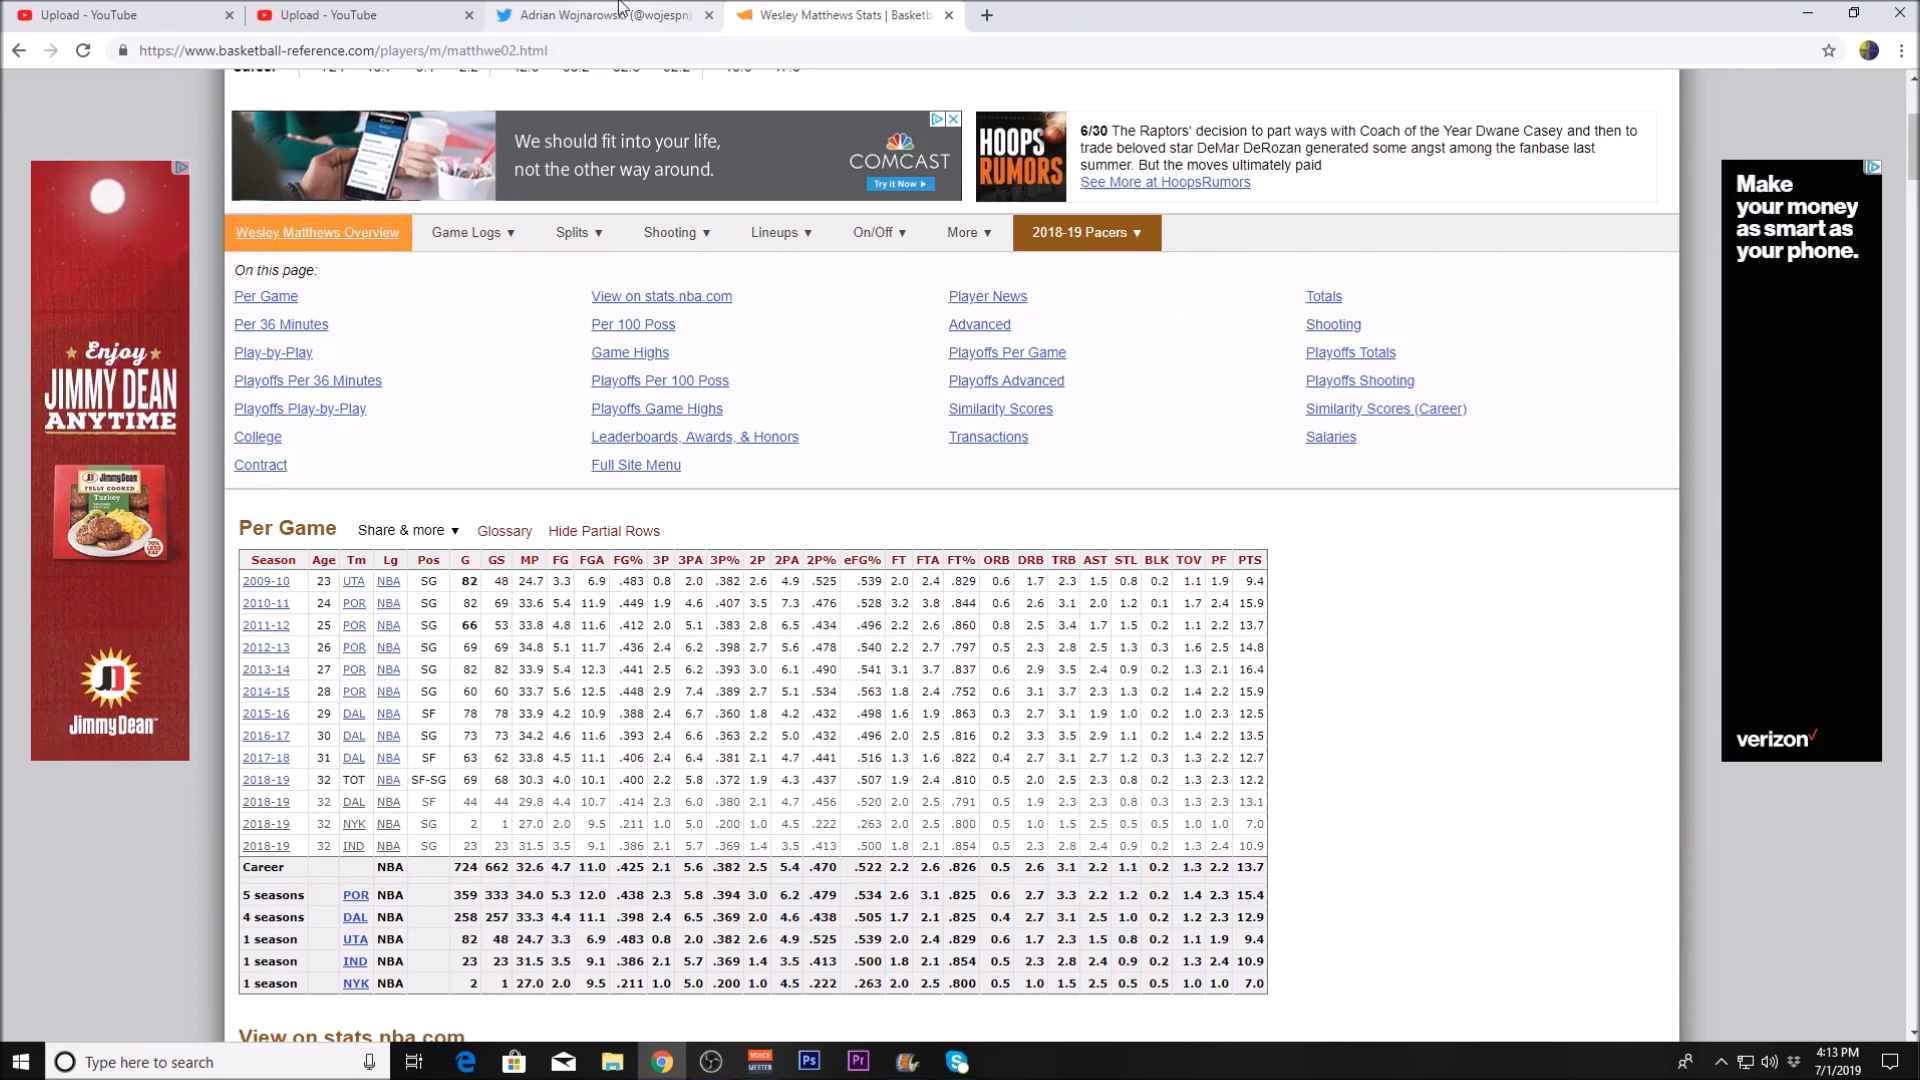 Upload - YouTube
Upload - YouTube
Adrian Wojnarowski (@wojespn)
Wesley Matthews Stats | Basketb
https://www.basketball-reference.com/players/m/matthwe02.html
We should fit into your life,
not the other way around.
COMCAST
Try it Now
HOOPS
RUMORS
6/30 The Raptors' decision to part ways with Coach of the Year Dwane Casey and then to
trade beloved star DeMar DeRozan generated some angst among the fanbase last
summer. But the moves ultimately paid
See More at HoopsRumors
Enjoy
JIMMY DEAN
ANYTIME
Jimmy Dean
FULLY COOKED
Turkey
JD
Jimmy Dean
Make
your money
as smart as
your phone.
verizon
Wesley Matthews Overview Game Logs ▼ Splits ▼ Shooting ▼ Lineups ▼ On/Off ▼ More ▼ 2018-19 Pacers ▼
On this page:
Per Game View on stats.nba.com Player News Totals
Per 36 Minutes Per 100 Poss Advanced Shooting
Play-by-Play Game Highs Playoffs Per Game Playoffs Totals
Playoffs Per 36 Minutes Playoffs Per 100 Poss Playoffs Advanced Playoffs Shooting
Playoffs Play-by-Play Playoffs Game Highs Similarity Scores Similarity Scores (Career)
College Leaderboards, Awards, & Honors Transactions Salaries
Contract Full Site Menu
Per Game Share & more ▼ Glossary Hide Partial Rows
Season Age Tm Lg Pos G GS MP FG FGA FG% 3P 3PA 3P% 2P 2PA 2P% eFG% FT FTA FT% ORB DRB TRB AST STL BLK TOV PF PTS
2009-10 23 UTA NBA SG 82 48 24.7 3.3 6.9 .483 0.8 2.0 .382 2.6 4.9 .525 .539 2.0 2.4 .829 0.6 1.7 2.3 1.5 0.8 0.2 1.1 1.9 9.4
2010-11 24 POR NBA SG 82 69 33.6 5.4 11.9 .449 1.9 4.6 .407 3.5 7.3 .476 .528 3.2 3.8 .844 0.6 2.6 3.1 2.0 1.2 0.1 1.7 2.4 15.9
2011-12 25 POR NBA SG 66 53 33.8 4.8 11.6 .412 2.0 5.1 .383 2.8 6.5 .434 .496 2.2 2.6 .860 0.8 2.5 3.4 1.7 1.5 0.2 1.1 2.2 13.7
2012-13 26 POR NBA SG 69 69 34.8 5.1 11.7 .436 2.4 6.2 .398 2.7 5.6 .478 .540 2.2 2.7 .797 0.5 2.3 2.8 2.5 1.3 0.3 1.6 2.5 14.8
2013-14 27 POR NBA SG 82 82 33.9 5.4 12.3 .441 2.5 6.2 .393 3.0 6.1 .490 .541 3.1 3.7 .837 0.6 2.9 3.5 2.4 0.9 0.2 1.3 2.1 16.4
2014-15 28 POR NBA SG 60 60 33.7 5.6 12.5 .448 2.9 7.4 .389 2.7 5.1 .534 .563 1.8 2.4 .752 0.6 3.1 3.7 2.3 1.3 0.2 1.4 2.2 15.9
2015-16 29 DAL NBA SF 78 78 33.9 4.2 10.9 .388 2.4 6.7 .360 1.8 4.2 .432 .498 1.6 1.9 .863 0.3 2.7 3.1 1.9 1.0 0.2 1.0 2.3 12.5
2016-17 30 DAL NBA SG 73 73 34.2 4.6 11.6 .393 2.4 6.6 .363 2.2 5.0 .432 .496 2.0 2.5 .816 0.2 3.3 3.5 2.9 1.1 0.2 1.4 2.2 13.5
2017-18 31 DAL NBA SF 63 62 33.8 4.5 11.1 .406 2.4 6.4 .381 2.1 4.7 .441 .516 1.3 1.6 .822 0.4 2.7 3.1 2.7 1.2 0.3 1.3 2.2 12.7
2018-19 32 TOT NBA SF-SG 69 68 30.3 4.0 10.1 .400 2.2 5.8 .372 1.9 4.3 .437 .507 1.9 2.4 .810 0.5 2.0 2.5 2.3 0.8 0.2 1.3 2.3 12.2
2018-19 32 DAL NBA SF 44 44 29.8 4.4 10.7 .414 2.3 6.0 .380 2.1 4.7 .456 .520 2.0 2.5 .791 0.5 1.9 2.3 2.3 0.8 0.3 1.3 2.3 13.1
2018-19 32 NYK NBA SG 2 1 27.0 2.0 9.5 .211 1.0 5.0 .200 1.0 4.5 .222 .263 2.0 2.5 .800 0.5 1.0 1.5 2.5 0.5 0.5 1.0 1.0 7.0
2018-19 32 IND NBA SG 23 23 31.5 3.5 9.1 .386 2.1 5.7 .369 1.4 3.5 .413 .500 1.8 2.1 .854 0.5 2.3 2.8 2.4 0.9 0.2 1.3 2.4 10.9
Career NBA 724 662 32.6 4.7 11.0 .425 2.1 5.6 .382 2.5 5.4 .470 .522 2.2 2.6 .826 0.5 2.6 3.1 2.2 1.1 0.2 1.3 2.2 13.7
5 seasons POR NBA 359 333 34.0 5.3 12.0 .438 2.3 5.8 .394 3.0 6.2 .479 .534 2.6 3.1 .825 0.6 2.7 3.3 2.2 1.2 0.2 1.4 2.3 15.4
4 seasons DAL NBA 258 257 33.3 4.4 11.1 .398 2.4 6.5 .369 2.0 4.6 .438 .505 1.7 2.1 .825 0.4 2.7 3.1 2.5 1.0 0.2 1.2 2.3 12.9
1 season UTA NBA 82 48 24.7 3.3 6.9 .483 0.8 2.0 .382 2.6 4.9 .525 .539 2.0 2.4 .829 0.6 1.7 2.3 1.5 0.8 0.2 1.1 1.9 9.4
1 season IND NBA 23 23 31.5 3.5 9.1 .386 2.1 5.7 .369 1.4 3.5 .413 .500 1.8 2.1 .854 0.5 2.3 2.8 2.4 0.9 0.2 1.3 2.4 10.9
1 season NYK NBA 2 1 27.0 2.0 9.5 .211 1.0 5.0 .200 1.0 4.5 .222 .263 2.0 2.5 .800 0.5 1.0 1.5 2.5 0.5 0.5 1.0 1.0 7.0
View on stats.nba.com
Type here to search
VOICE
MEETER
Ps
Pr
4:13 PM
7/1/2019